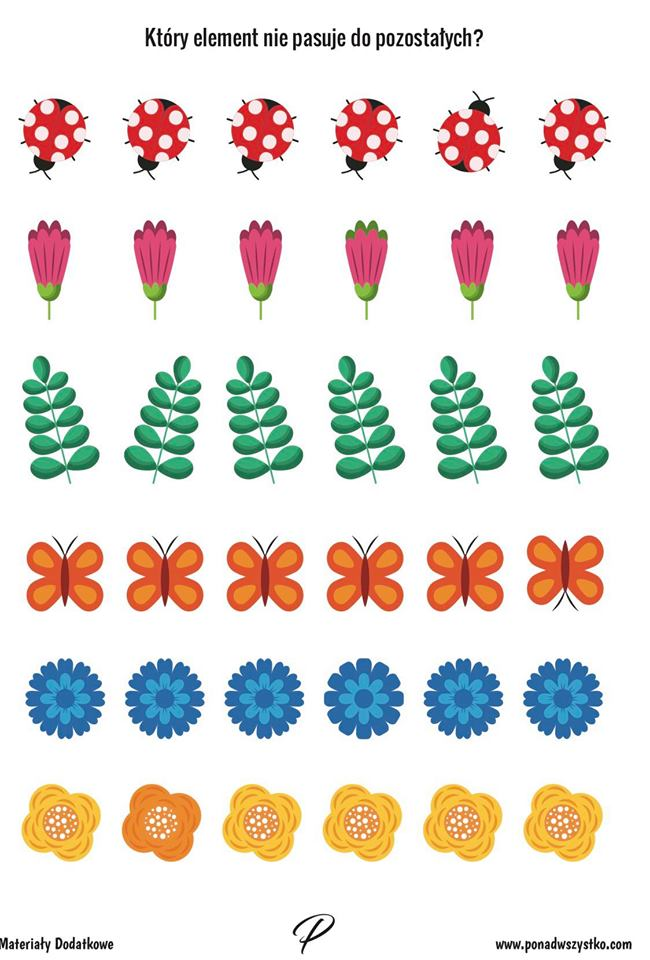 Który element nie pasuje do pozostałych?
Materiały Dodatkowe
P
www.ponadwszystko.com